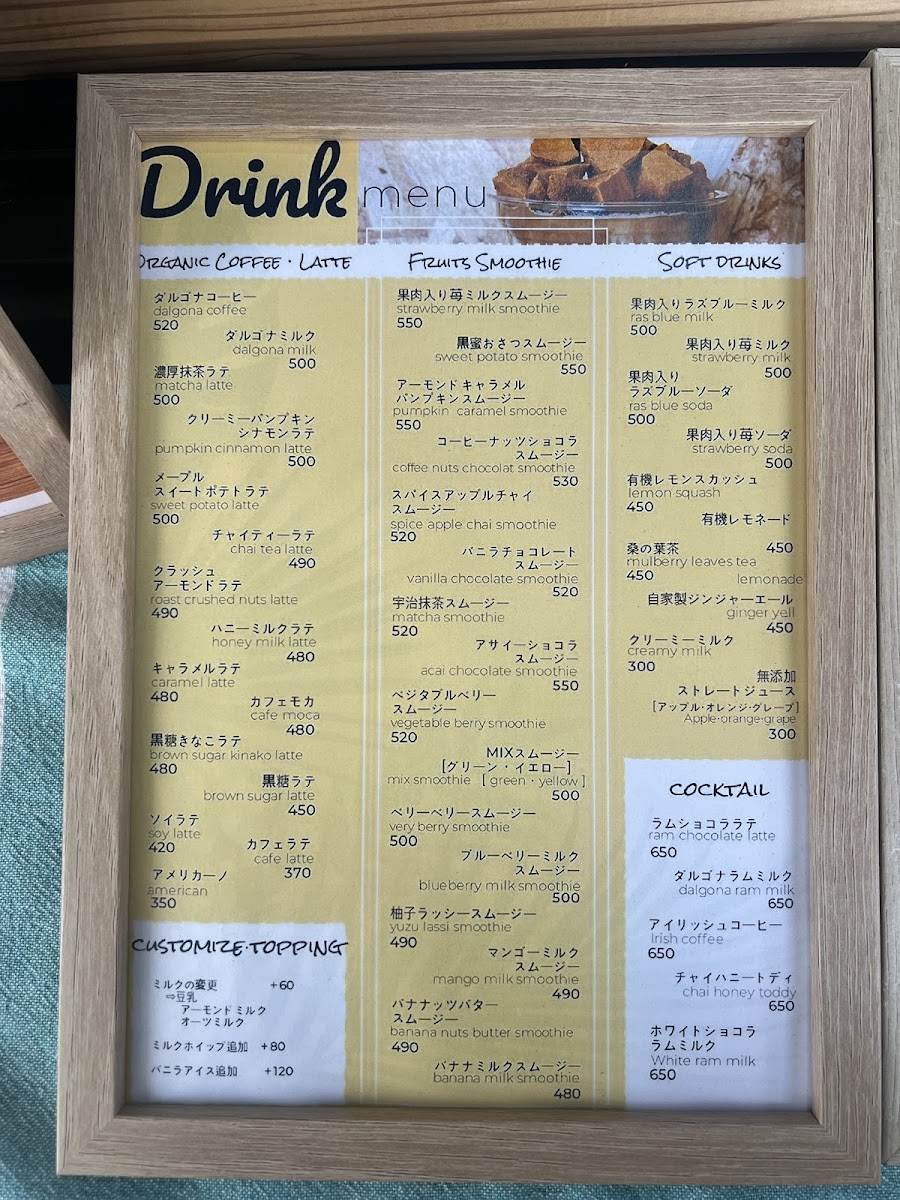 Drink menu
Organic Coffee・Latte
ダルゴナコーヒー
dalgona coffee
520
ダルゴナミルク
dalgona milk
500
濃厚抹茶ラテ
matcha latte
500
クリーミーパンプキン
シナモンラテ
pumpkin cinnamon latte
500
メープル
スイートポテトラテ
sweet potato latte
500
チャイティーラテ
chai tea latte
490
クラッシュ
アーモンドラテ
roast crushed nuts latte
490
ハニーミルクラテ
honey milk latte
480
キャラメルラテ
caramel latte
480
カフェモカ
cafe moca
480
黒糖きなこラテ
brown sugar kinako latte
480
黒糖ラテ
brown sugar latte
450
ソイラテ
soy latte
420
カフェラテ
cafe latte
370
アメリカーノ
american
350
Customize・Topping
ミルクの変更 +60
⇨豆乳
アーモンドミルク
オーツミルク
ミルクホイップ追加 +80
バニラアイス追加 +120
Fruits Smoothie
果肉入り苺ミルクスムージー
strawberry milk smoothie
550
黒蜜おさつスムージー
sweet potato smoothie
550
アーモンドキャラメル
パンプキンスムージー
pumpkin caramel smoothie
550
コーヒーナッツショコラ
スムージー
coffee nuts chocolat smoothie
530
スパイスアップルチャイ
スムージー
spice apple chai smoothie
520
バニラチョコレート
スムージー
vanilla chocolate smoothie
520
宇治抹茶スムージー
matcha smoothie
520
アサイーショコラ
スムージー
acai chocolate smoothie
550
ベジタブルベリー
スムージー
vegetable berry smoothie
520
MIXスムージー
[グリーン・イエロー]
mix smoothie [green・yellow]
500
ベリーベリースムージー
very berry smoothie
500
ブルーベリーミルク
スムージー
blueberry milk smoothie
500
柚子ラッシースムージー
yuzu lassi smoothie
490
マンゴーミルク
スムージー
mango milk smoothie
490
バナナッツバター
スムージー
banana nuts butter smoothie
490
バナナミルクスムージー
banana milk smoothie
480
Soft drinks
果肉入りラズブルーミルク
ras blue milk
500
果肉入り苺ミルク
strawberry milk
500
果肉入り
ラズブルーソーダ
ras blue soda
500
果肉入り苺ソーダ
strawberry soda
500
有機レモンスカッシュ
lemon squash
450
有機レモネード
450
桑の葉茶
mulberry leaves tea
450
lemonade
自家製ジンジャーエール
ginger yell
450
クリーミーミルク
creamy milk
300
無添加
ストレートジュース
[アップル・オレンジ・グレープ]
Apple・orange・grape
300
Cocktail
ラムショコララテ
ram chocolate latte
650
ダルゴナラムミルク
dalgona ram milk
650
アイリッシュコーヒー
Irish coffee
650
チャイハニートディ
chai honey toddy
650
ホワイトショコラ
ラムミルク
White ram milk
650